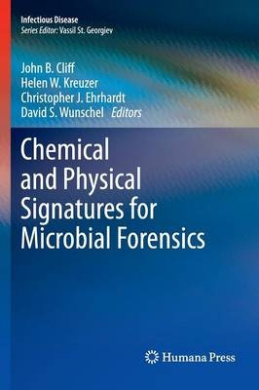 Infectious Disease
Series Editor: Vassil St. Georgiev
John B. Cliff
Helen W. Kreuzer
Christopher J. Ehrhardt
David S. Wunschel Editors
Chemical
and Physical
Signatures for
Microbial Forensics
Humana Press